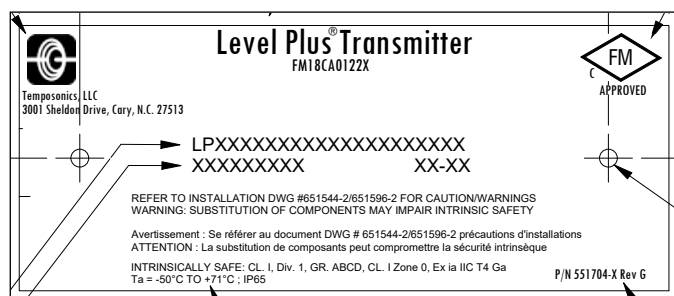 Level Plus® Transmitter
FM18CA0122X
FM
C
APPROVED
Temposonics, LLC
3001 Sheldon Drive, Cary, N.C. 27513
LPXXXXXXXXXXXXXXXXXXXX
XXXXXXXXX XX-XX
REFER TO INSTALLATION DWG #651544-2/651596-2 FOR CAUTION/WARNINGS
WARNING: SUBSTITUTION OF COMPONENTS MAY IMPAIR INTRINSIC SAFETY
Avertissement : Se référer au document DWG # 651544-2/651596-2 précautions d'installations
ATTENTION : La substitution de composants peut compromettre la sécurité intrinsèque
INTRINSICALLY SAFE: CL. I, Div. 1, GR. ABCD, CL. I Zone 0, Ex ia IIC T4 Ga
Ta = -50°C TO +71°C ; IP65
P/N 551704-X Rev G